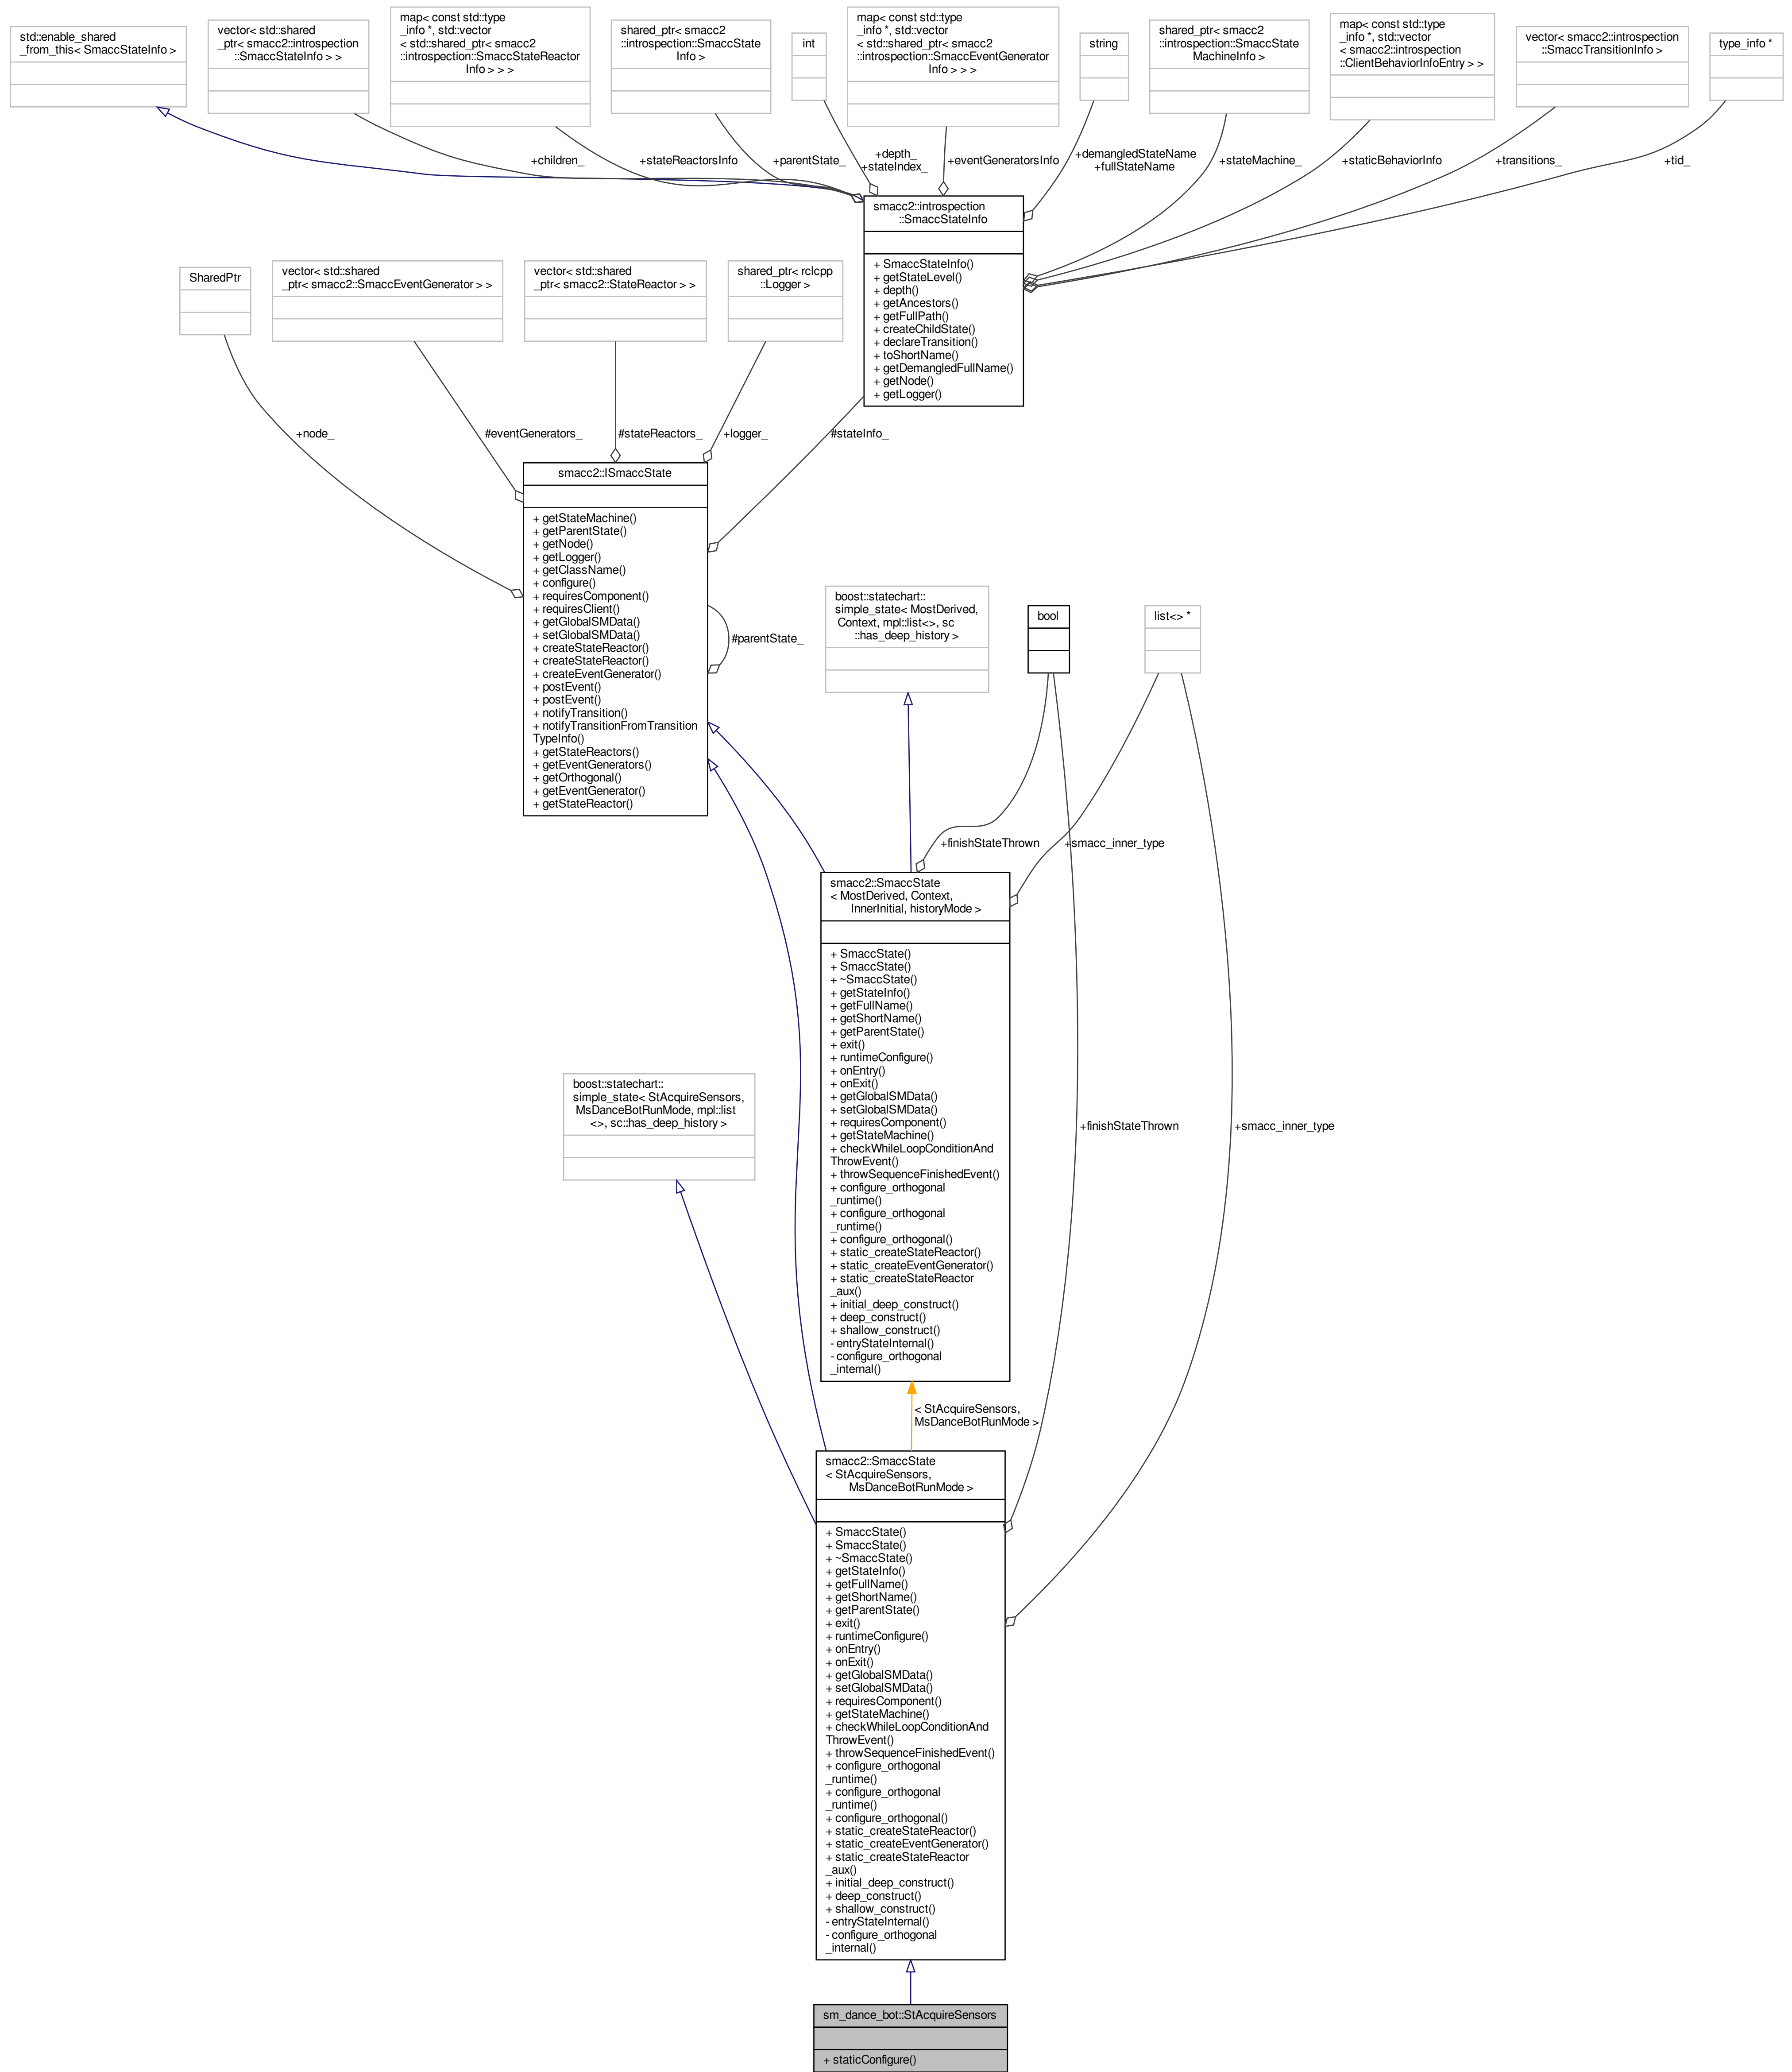 std::enable_shared
_from_this< SmaccStateInfo >
vector< std::shared
_ptr< smacc2::introspection
::SmaccStateInfo > >
map< const std::type
_info *, std::vector
< std::shared_ptr< smacc2
::introspection::SmaccStateReactor
Info > > >
shared_ptr< smacc2
::introspection::SmaccState
Info >
int
map< const std::type
_info *, std::vector
< std::shared_ptr< smacc2
::introspection::SmaccEventGenerator
Info > > >
string
shared_ptr< smacc2
::introspection::SmaccState
MachineInfo >
map< const std::type
_info *, std::vector
< smacc2::introspection
::ClientBehaviorInfoEntry > >
vector< smacc2::introspection
::SmaccTransitionInfo >
type_info *
+children_
+stateReactorsInfo
+parentState_
+depth_
+stateIndex_
+eventGeneratorsInfo
+demangledStateName
+fullStateName
+stateMachine_
+staticBehaviorInfo
+transitions_
+tid_
smacc2::introspection
::SmaccStateInfo
+ SmaccStateInfo()
+ getStateLevel()
+ depth()
+ getAncestors()
+ getFullPath()
+ createChildState()
+ declareTransition()
+ toShortName()
+ getDemangledFullName()
+ getNode()
+ getLogger()
SharedPtr
vector< std::shared
_ptr< smacc2::SmaccEventGenerator > >
vector< std::shared
_ptr< smacc2::StateReactor > >
shared_ptr< rclcpp
::Logger >
+node_
#eventGenerators_
#stateReactors_
+logger_
#stateInfo_
smacc2::ISmaccState
+ getStateMachine()
+ getParentState()
+ getNode()
+ getLogger()
+ getClassName()
+ configure()
+ requiresComponent()
+ requiresClient()
+ getGlobalSMData()
+ setGlobalSMData()
+ createStateReactor()
+ createStateReactor()
+ createEventGenerator()
+ postEvent()
+ postEvent()
+ notifyTransition()
+ notifyTransitionFromTransition
TypeInfo()
+ getStateReactors()
+ getEventGenerators()
+ getOrthogonal()
+ getEventGenerator()
+ getStateReactor()
#parentState_
boost::statechart::
simple_state< MostDerived,
Context, mpl::list<>, sc
::has_deep_history >
bool
list<> *
+finishStateThrown
+smacc_inner_type
smacc2::SmaccState
< MostDerived, Context,
InnerInitial, historyMode >
+ SmaccState()
+ SmaccState()
+ ~SmaccState()
+ getStateInfo()
+ getFullName()
+ getShortName()
+ getParentState()
+ exit()
+ runtimeConfigure()
+ onEntry()
+ onExit()
+ getGlobalSMData()
+ setGlobalSMData()
+ requiresComponent()
+ getStateMachine()
+ checkWhileLoopConditionAnd
ThrowEvent()
+ throwSequenceFinishedEvent()
+ configure_orthogonal
_runtime()
+ configure_orthogonal
_runtime()
+ configure_orthogonal()
+ static_createStateReactor()
+ static_createEventGenerator()
+ static_createStateReactor
_aux()
+ initial_deep_construct()
+ deep_construct()
+ shallow_construct()
- entryStateInternal()
- configure_orthogonal
_internal()
boost::statechart::
simple_state< StAcquireSensors,
MsDanceBotRunMode, mpl::list
<>, sc::has_deep_history >
+finishStateThrown
+smacc_inner_type
< StAcquireSensors,
MsDanceBotRunMode >
smacc2::SmaccState
< StAcquireSensors,
MsDanceBotRunMode >
+ SmaccState()
+ SmaccState()
+ ~SmaccState()
+ getStateInfo()
+ getFullName()
+ getShortName()
+ getParentState()
+ exit()
+ runtimeConfigure()
+ onEntry()
+ onExit()
+ getGlobalSMData()
+ setGlobalSMData()
+ requiresComponent()
+ getStateMachine()
+ checkWhileLoopConditionAnd
ThrowEvent()
+ throwSequenceFinishedEvent()
+ configure_orthogonal
_runtime()
+ configure_orthogonal
_runtime()
+ configure_orthogonal()
+ static_createStateReactor()
+ static_createEventGenerator()
+ static_createStateReactor
_aux()
+ initial_deep_construct()
+ deep_construct()
+ shallow_construct()
- entryStateInternal()
- configure_orthogonal
_internal()
sm_dance_bot::StAcquireSensors
+ staticConfigure()